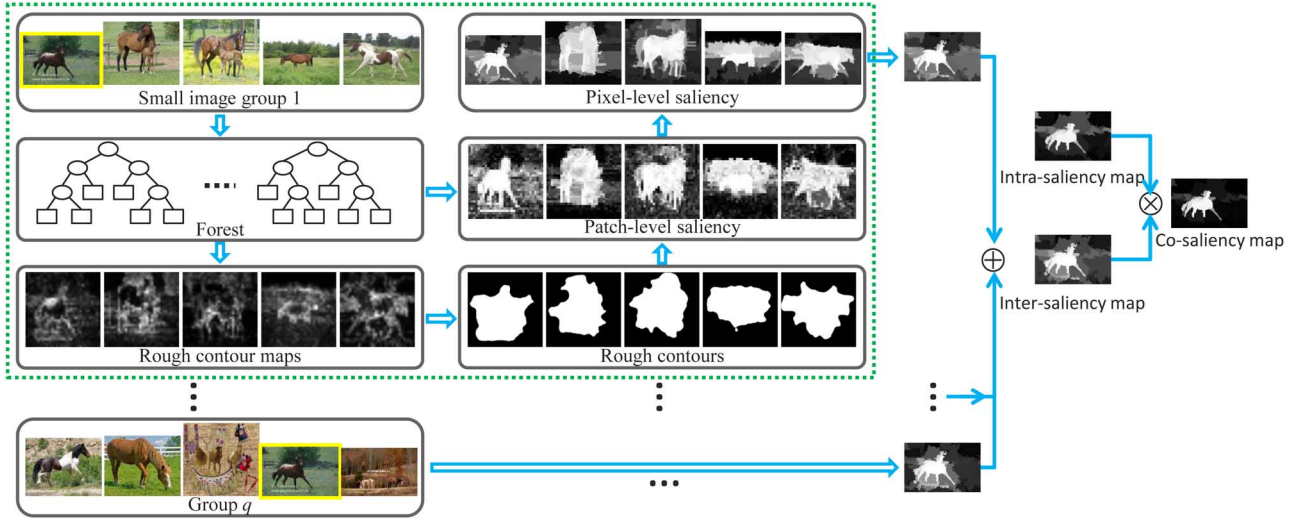 Small image group 1
Pixel-level saliency
Forest
Patch-level saliency
Rough contour maps
Rough contours
Group q
Intra-saliency map
Inter-saliency map
Co-saliency map